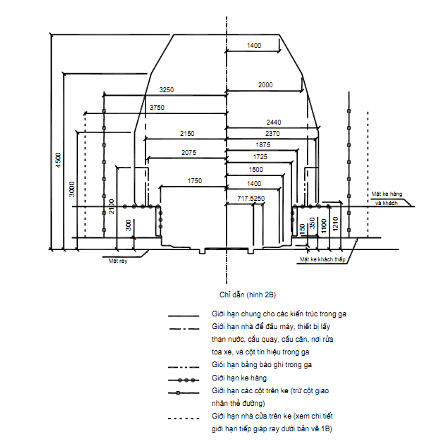 1400
2000
3250
3750
2440
2150
2370
1875
2075
1725
1500
1750
1400
717.5250
4500
3000
2100
300
150
350
1000
1210
Mặt ke hàng
và khách
Mặt ray
Mặt ke khách thấp
Chỉ dẫn (hình 2B)
Giới hạn chung cho các kiến trúc trong ga
Giới hạn nhà để đầu máy, thiết bị lấy
than nước, cầu quay, cầu cân, nơi rửa
toa xe, và cột tín hiệu trong ga
Giới hạn bảng báo ghi trong ga
Giới hạn ke hàng
Giới hạn các cột trên ke (trừ cột giao
nhận thẻ đường)
Giới hạn nhà cửa trên ke (xem chi tiết
giới hạn tiếp giáp ray dưới bản vẽ 1B)